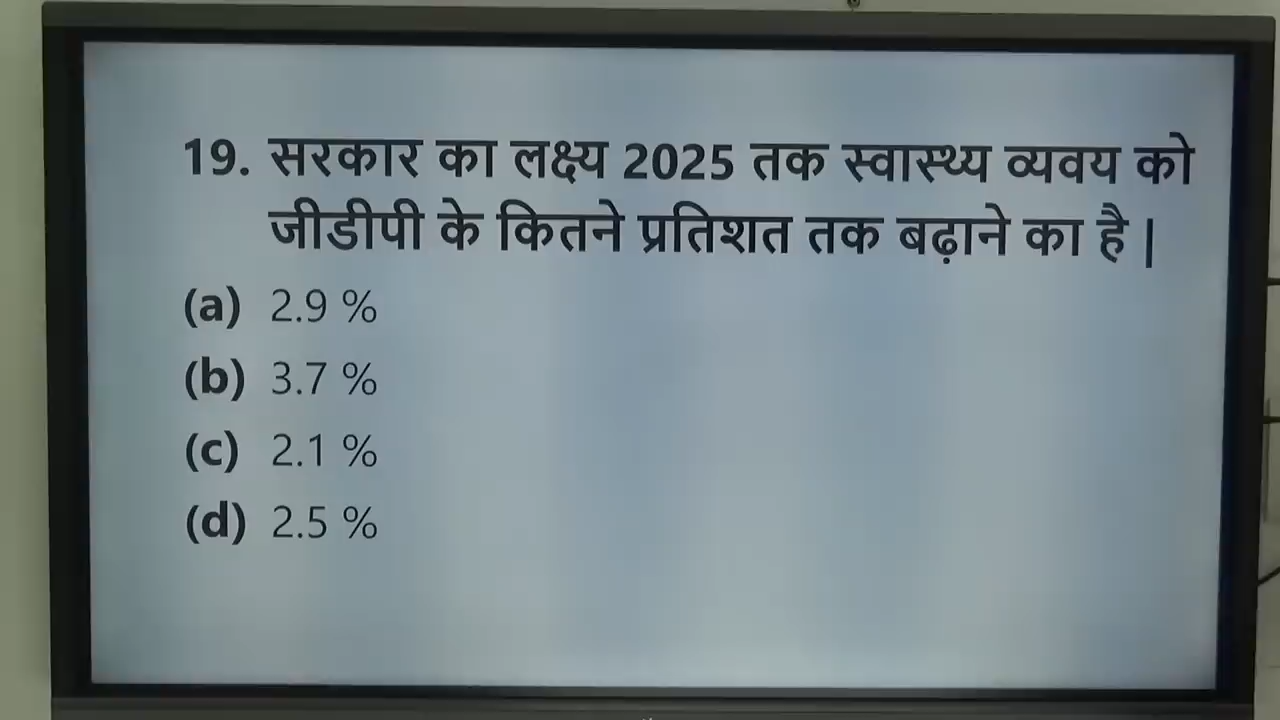 19. सरकार का लक्ष्य 2025 तक स्वास्थ्य व्यवय को
जीडीपी के कितने प्रतिशत तक बढ़ाने का है |
(a) 2.9 %
(b) 3.7 %
(c) 2.1 %
(d) 2.5 %